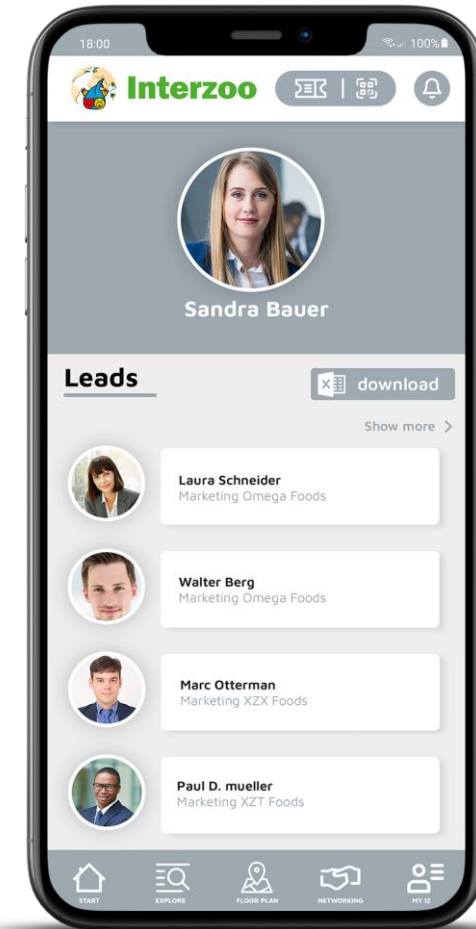 18:00
100%
Interzoo
Sandra Bauer
Leads
download
Show more >
Laura Schneider
Marketing Omega Foods
Walter Berg
Marketing Omega Foods
Marc Otterman
Marketing XZX Foods
Paul D. mueller
Marketing XZT Foods
START
EXPLORE
FLOOR PLAN
NETWORKING
MY IZ